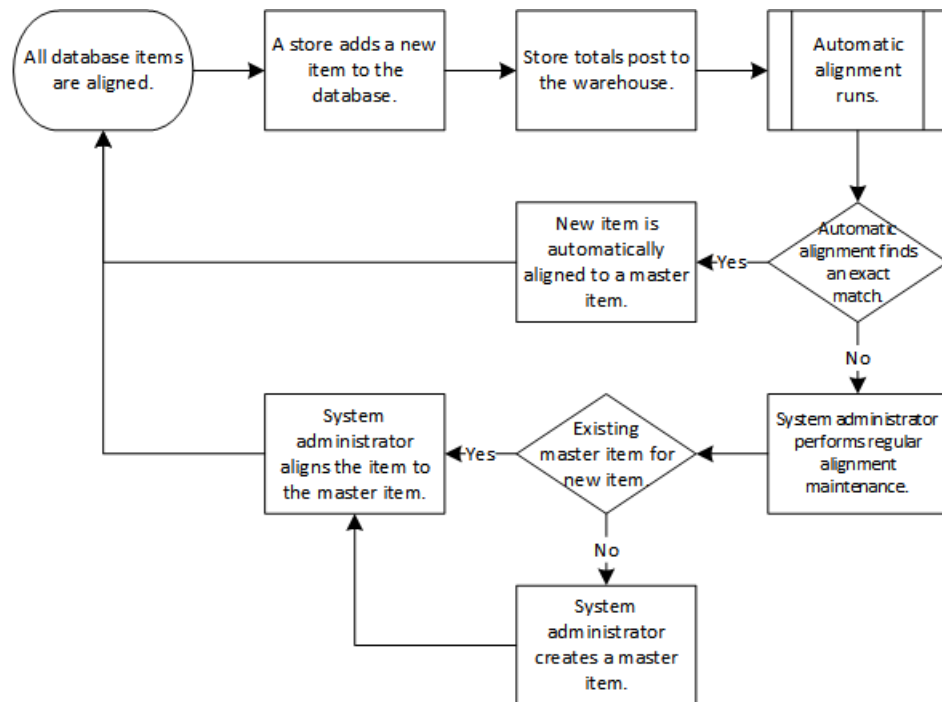 All database items
are aligned.
A store adds a new
item to the
database.
Store totals post to
the warehouse.
Automatic
alignment
runs.
New item is
automatically
aligned to a master
item.
Yes
Automatic
alignment finds
an exact
match.
No
System
administrator
aligns the item to
the master item.
Yes
Existing
master item for
new item.
System administrator
performs regular
alignment
maintenance.
No
System
administrator
creates a master
item.